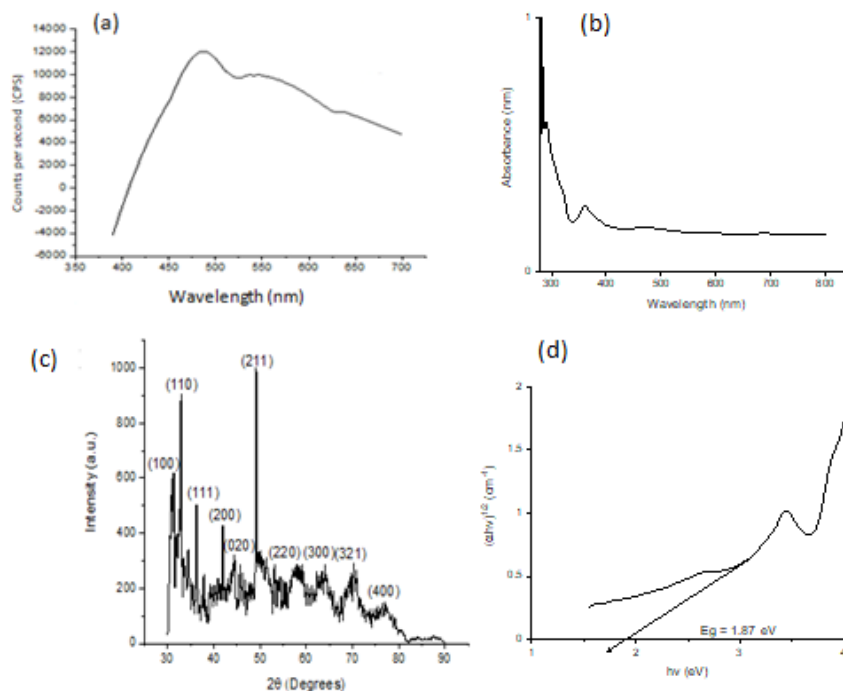 (a)
14000
12000
10000
8000
6000
4000
2000
0
-2000
-4000
-6000
Counts per second (CPS)
350 400 450 500 550 600 650 700
Wavelength (nm)
(b)
1
0
Absorbance (nm)
300 400 500 600 700 800
Wavelength (nm)
(c)
1000
800
600
400
200
0
Intensity (a.u.)
(100)
(110)
(111)
(200)
(020)
(211)
(220)
(300)
(321)
(400)
30 40 50 60 70 80 90
2θ (Degrees)
(d)
2
1.5
1
0.5
0
(αhν)^1/2 (cm⁻¹)
Eg = 1.87 eV
1 2 3 4
hν (eV)